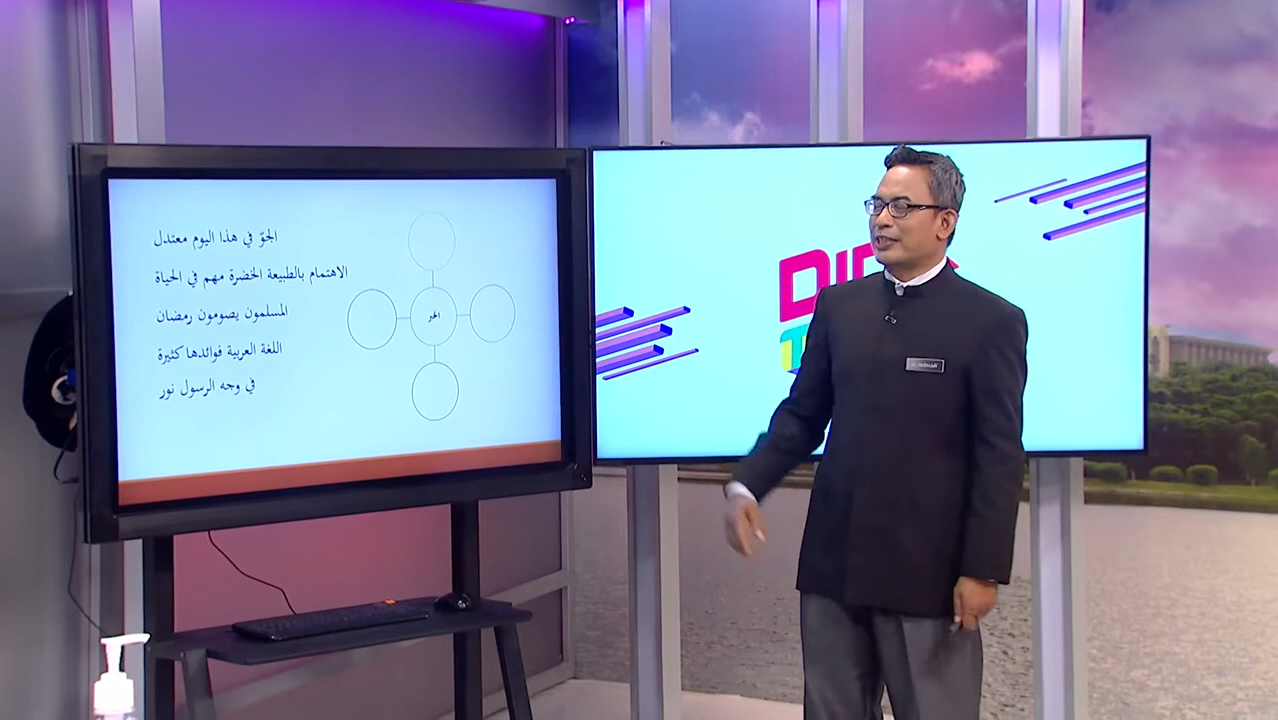 الجوّ في هذا اليوم معتدل
الاهتمام بالطبيعة الخضرة مهم في الحياة
المسلمون يصومون رمضان
اللغة العربية فوائدها كثيرة
في وجه الرسول نور
الخبر